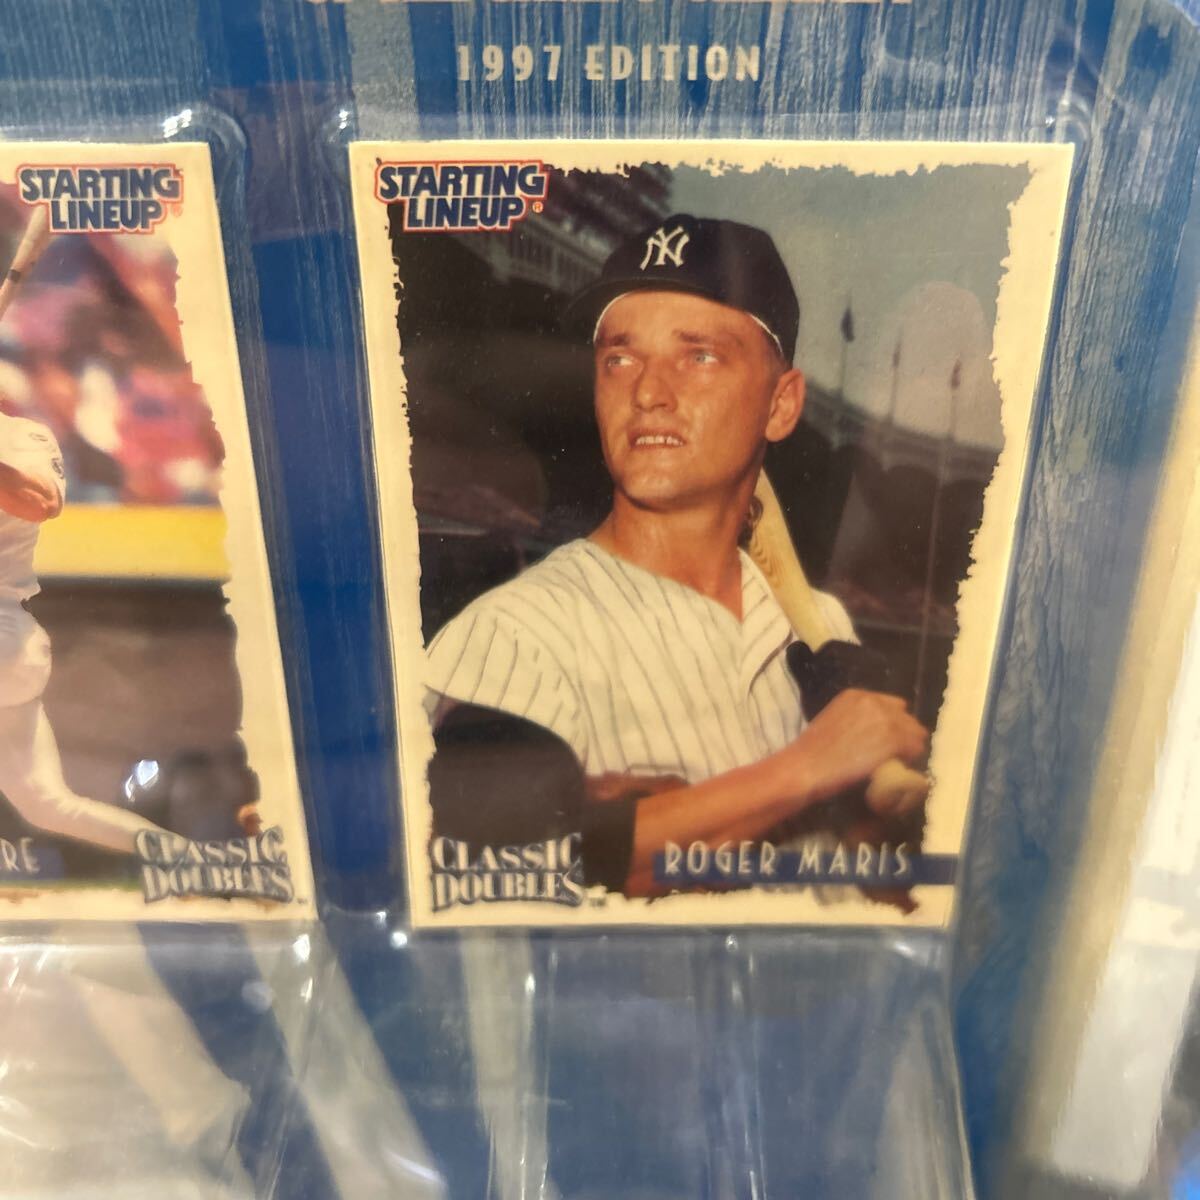 1997 EDITION
STARTING
LINEUP
STARTING
LINEUP
NY
RE
CLASSIC
DOUBLES
CLASSIC
DOUBLES
ROGER MARIS